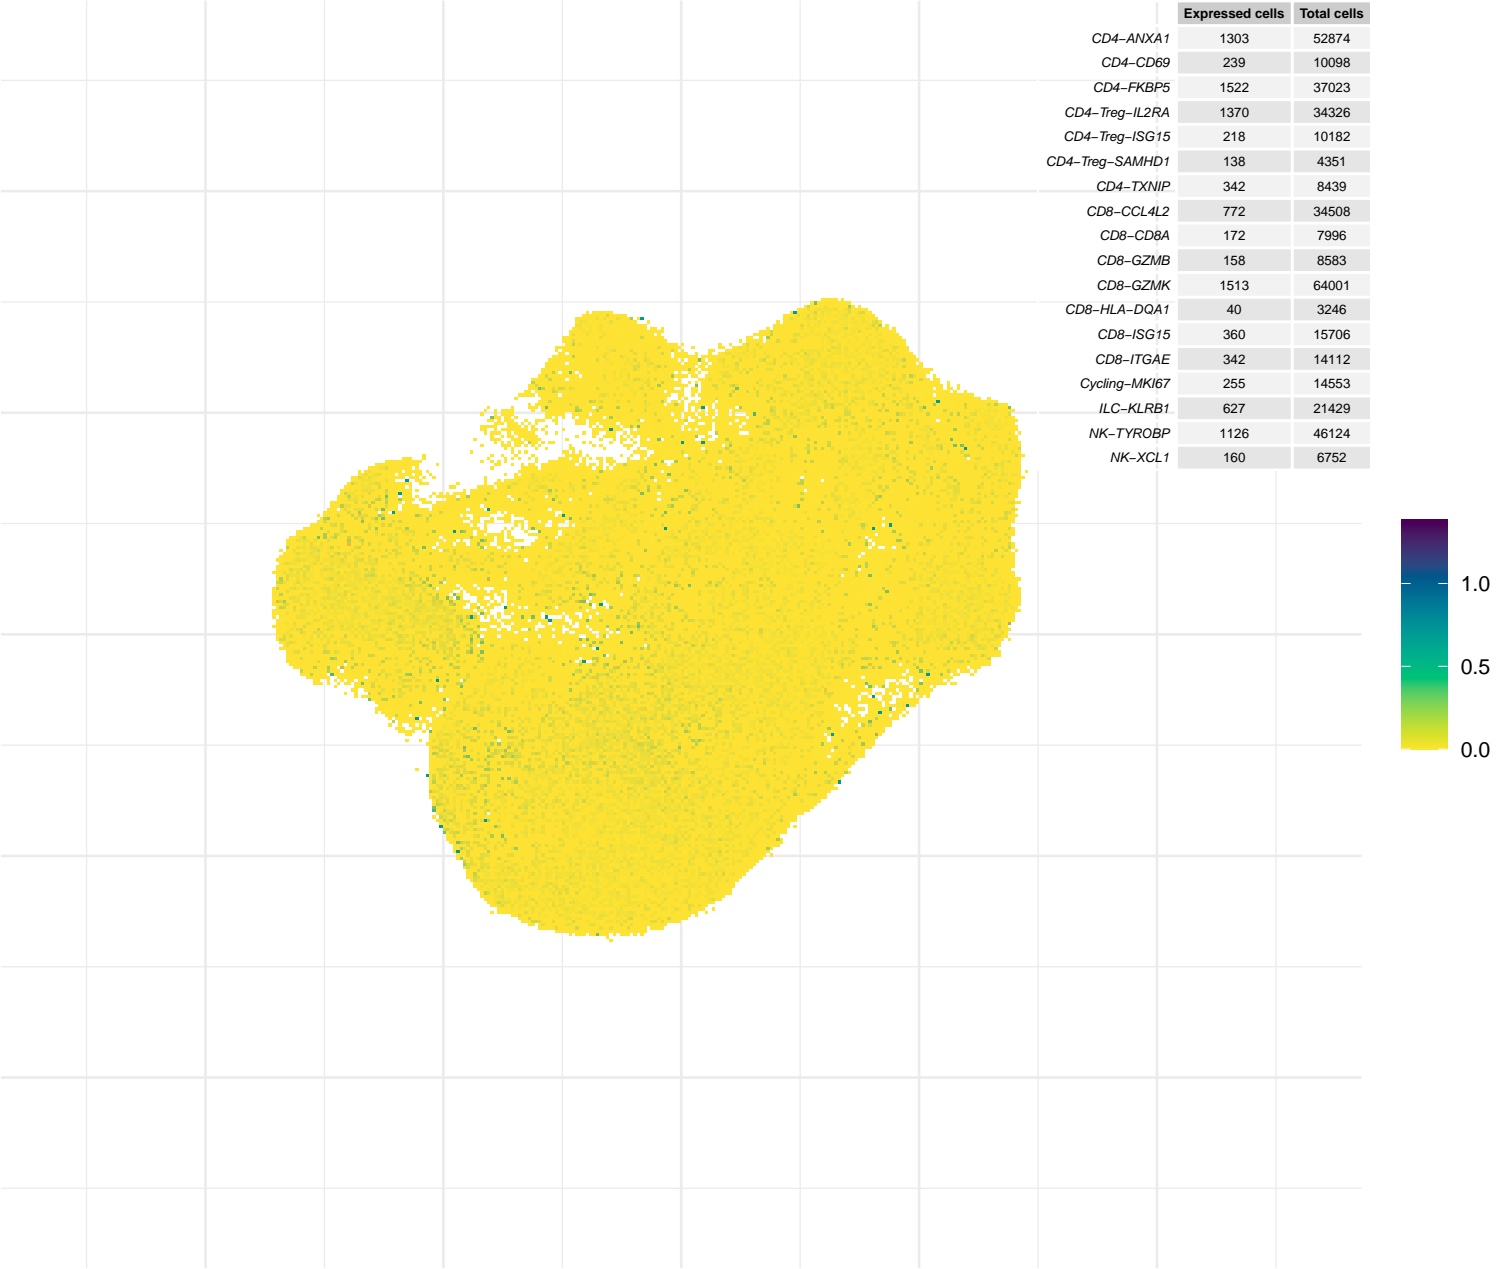 Expressed cells Total cells
CD4−ANXA1 1303 52874
CD4−CD69 239 10098
CD4−FKBP5 1522 37023
CD4−Treg−IL2RA 1370 34326
CD4−Treg−ISG15 218 10182
CD4−Treg−SAMHD1 138 4351
CD4−TXNIP 342 8439
CD8−CCL4L2 772 34508
CD8−CD8A 172 7996
CD8−GZMB 158 8583
CD8−GZMK 1513 64001
CD8−HLA−DQA1 40 3246
CD8−ISG15 360 15706
CD8−ITGAE 342 14112
Cycling−MKI67 255 14553
ILC−KLRB1 627 21429
NK−TYROBP 1126 46124
NK−XCL1 160 6752
1.0
0.5
0.0